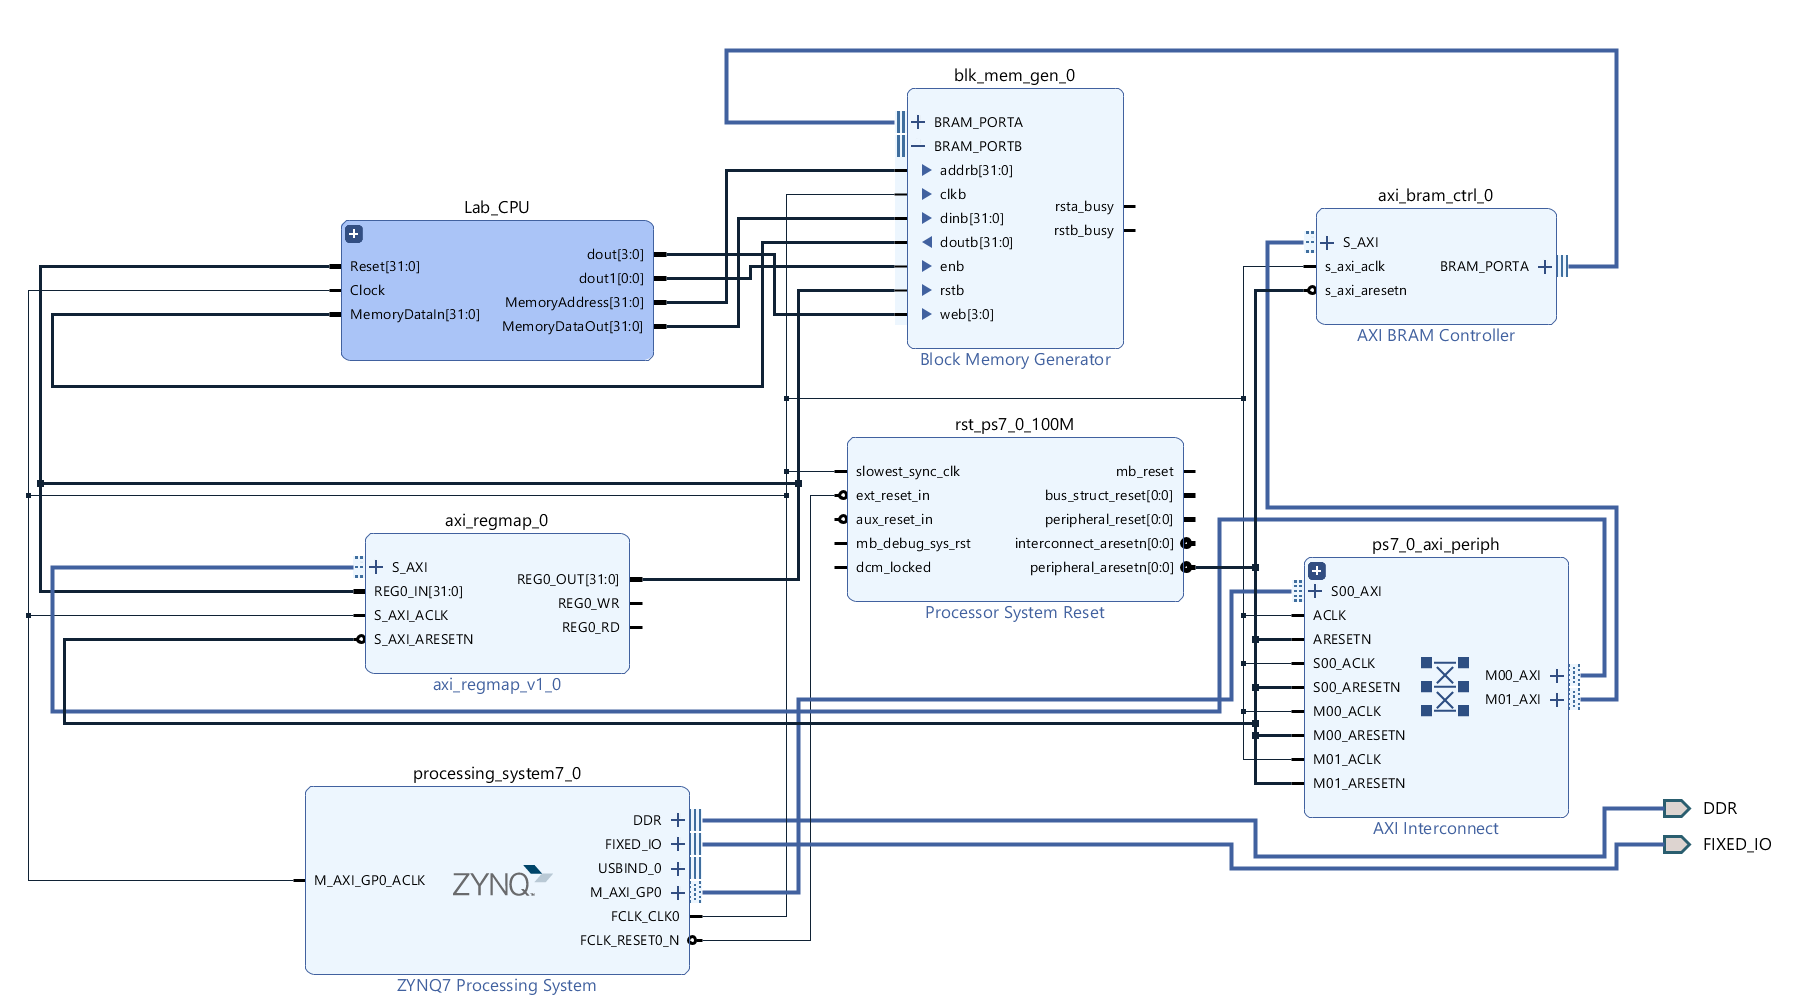 blk_mem_gen_0
BRAM_PORTA
BRAM_PORTB
addrb[31:0]
clkb
dinb[31:0]
doutb[31:0]
enb
rstb
web[3:0]
rsta_busy
rstb_busy
Block Memory Generator
Lab_CPU
Reset[31:0]
Clock
MemoryDataIn[31:0]
dout[3:0]
dout1[0:0]
MemoryAddress[31:0]
MemoryDataOut[31:0]
axi_bram_ctrl_0
S_AXI
s_axi_aclk
s_axi_aresetn
BRAM_PORTA
AXI BRAM Controller
rst_ps7_0_100M
slowest_sync_clk
ext_reset_in
aux_reset_in
mb_debug_sys_rst
dcm_locked
mb_reset
bus_struct_reset[0:0]
peripheral_reset[0:0]
interconnect_aresetn[0:0]
peripheral_aresetn[0:0]
Processor System Reset
axi_regmap_0
S_AXI
REG0_IN[31:0]
S_AXI_ACLK
S_AXI_ARESETN
REG0_OUT[31:0]
REG0_WR
REG0_RD
axi_regmap_v1_0
ps7_0_axi_periph
S00_AXI
ACLK
ARESETN
S00_ACLK
S00_ARESETN
M00_ACLK
M00_ARESETN
M01_ACLK
M01_ARESETN
M00_AXI
M01_AXI
AXI Interconnect
processing_system7_0
M_AXI_GP0_ACLK
ZYNQ
DDR
FIXED_IO
USBIND_0
M_AXI_GP0
FCLK_CLK0
FCLK_RESET0_N
ZYNQ7 Processing System
DDR
FIXED_IO